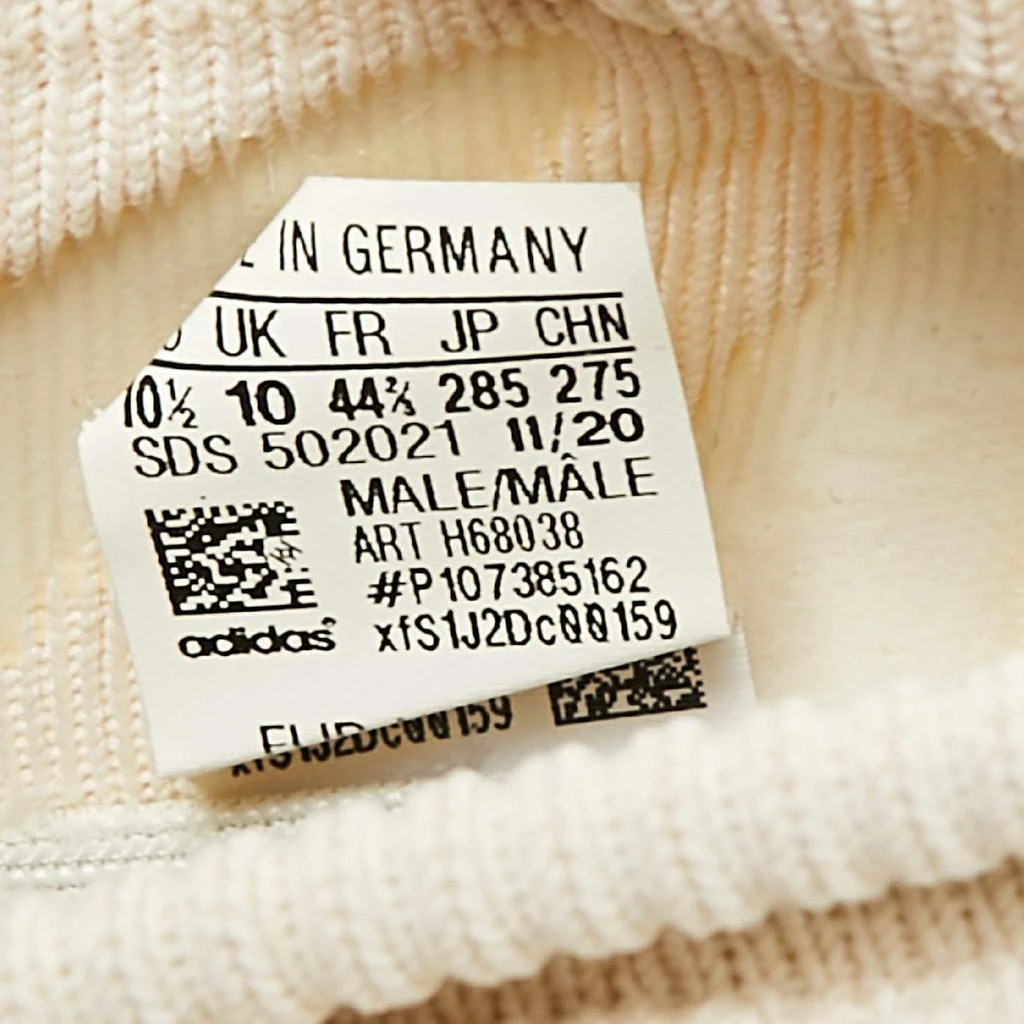 IN GERMANY
UK FR JP CHN
10½ 10 44⅔ 285 275
SDS 502021 11/20
MALE/MÂLE
ART H68038
#P107385162
adidas xfS1J2Dc00159